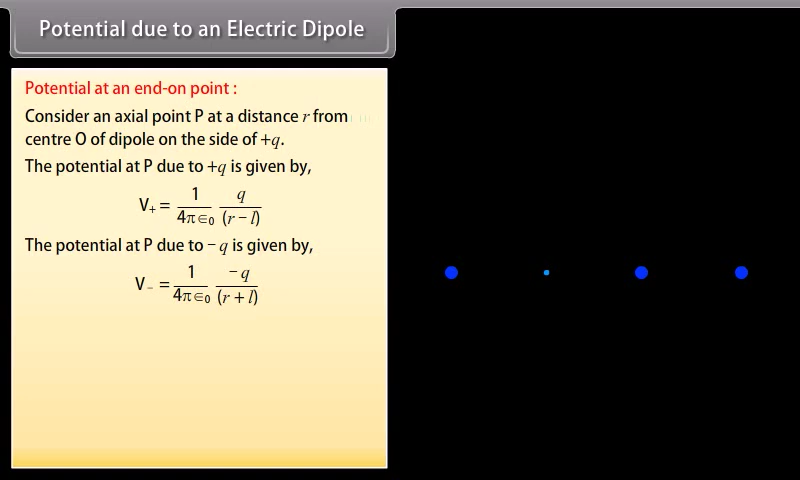 Potential due to an Electric Dipole
Potential at an end-on point :
Consider an axial point P at a distance r from
centre O of dipole on the side of +q.
The potential at P due to +q is given by,
V₊ = 1/4π∈₀ q/(r − l)
The potential at P due to − q is given by,
V₋ = 1/4π∈₀ −q/(r + l)